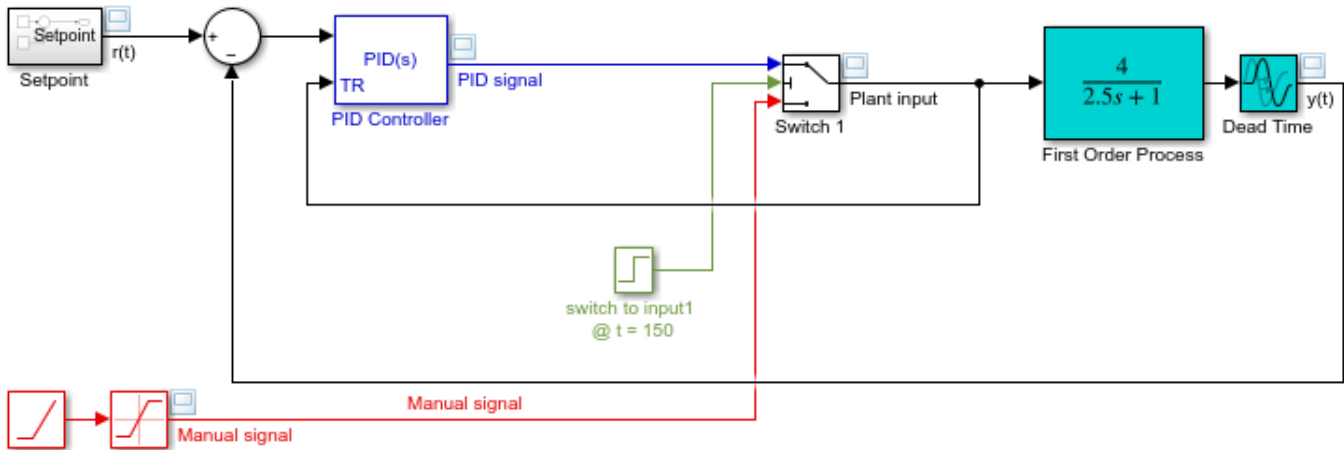 Setpoint
r(t)
Setpoint
+
−
PID(s)
TR
PID Controller
PID signal
Switch 1
Plant input
4
2.5s + 1
First Order Process
Dead Time
y(t)
switch to input1
@ t = 150
Manual signal
Manual signal